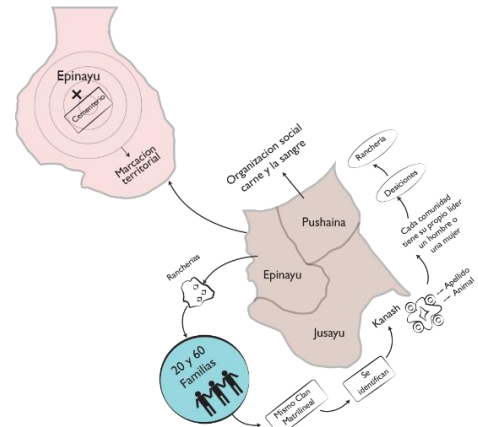 Epinayu
Cementerio
Marcacion
territorial
Organizacion social
carne y la sangre
Pushaina
Epinayu
Jusayu
Rancherias
20 y 60
Familias
Mismo Clan
Matrilineal
Se
identifican
Kanash
Apellido
Animal
Cada comunidad
tiene su propio lider
un hombre o
una mujer
Desiciones
Rancheria